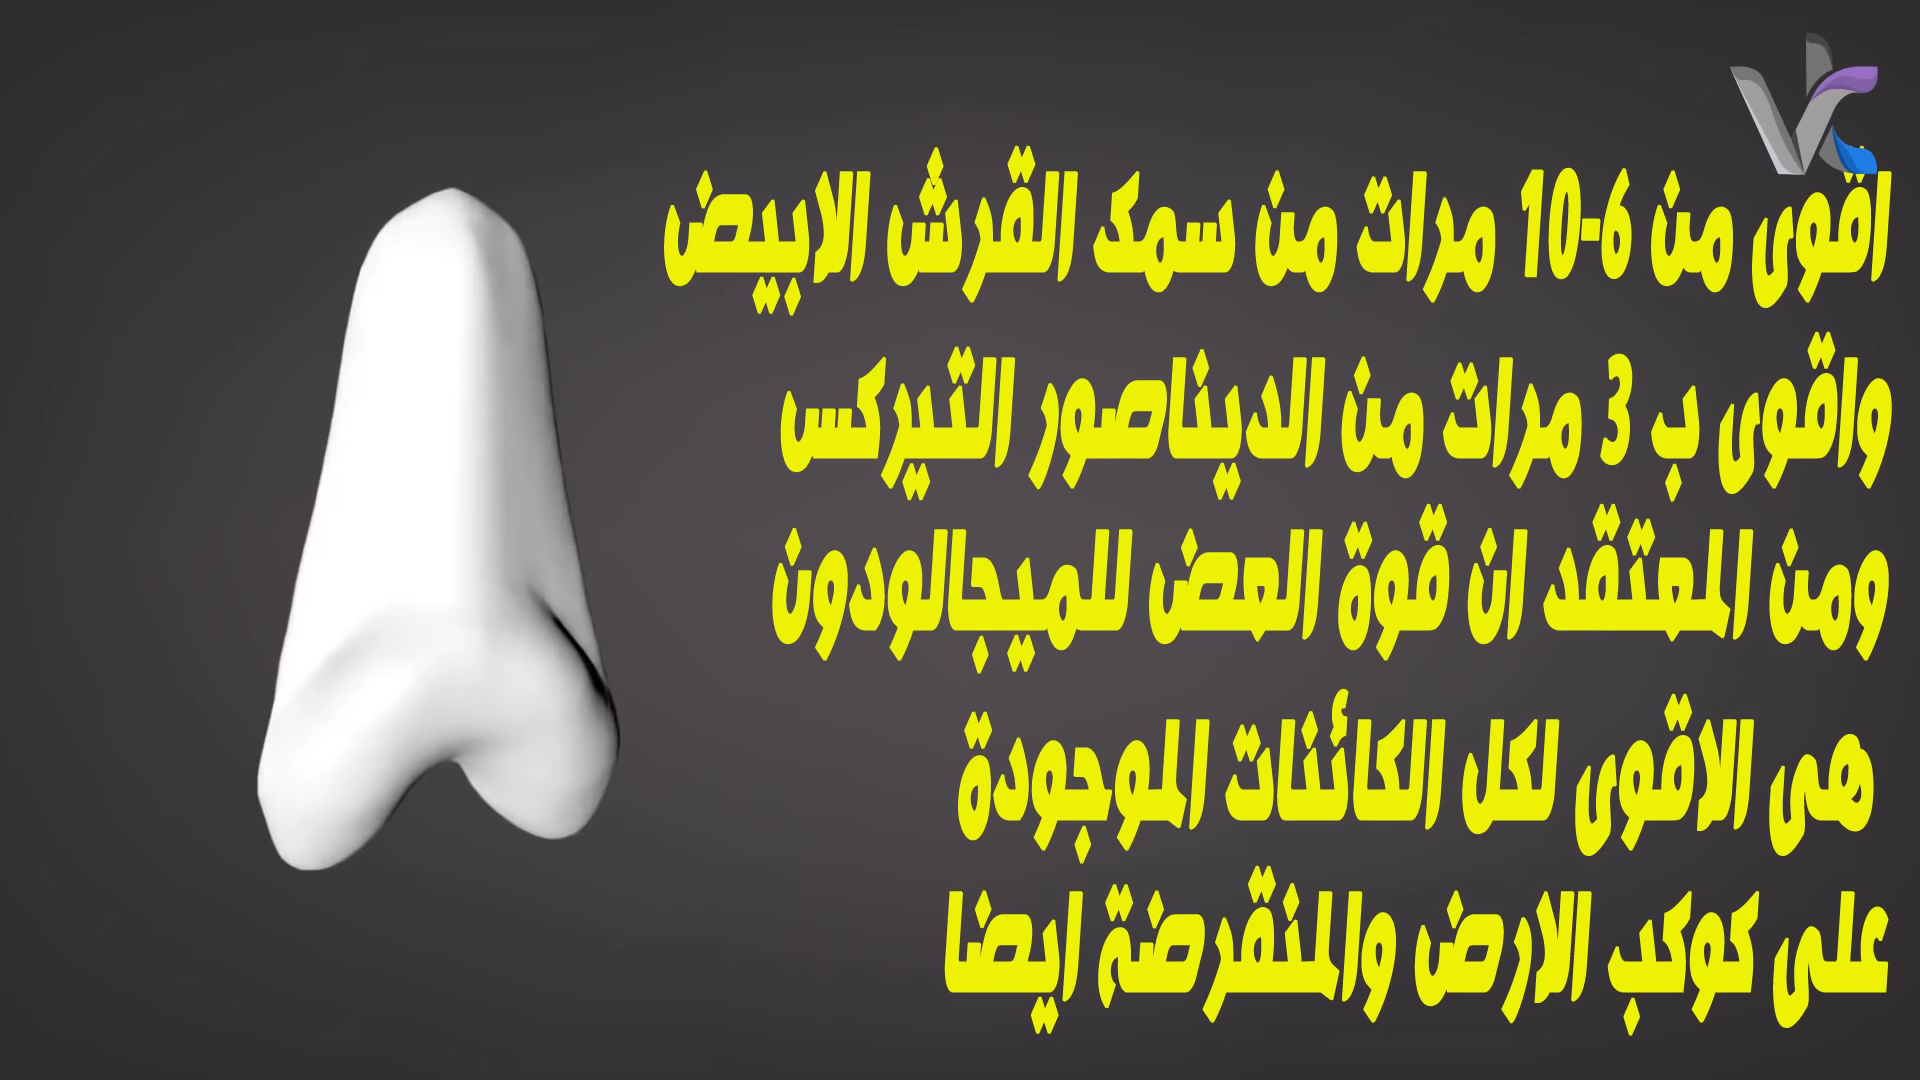 اقوى من 6-10 مرات من سمك القرش الابيض
واقوى ب 3 مرات من الديناصور التيركس
ومن المعتقد ان قوة العض للميجالودون
هى الاقوى لكل الكائنات الموجودة
على كوكب الارض والمنقرضة ايضا